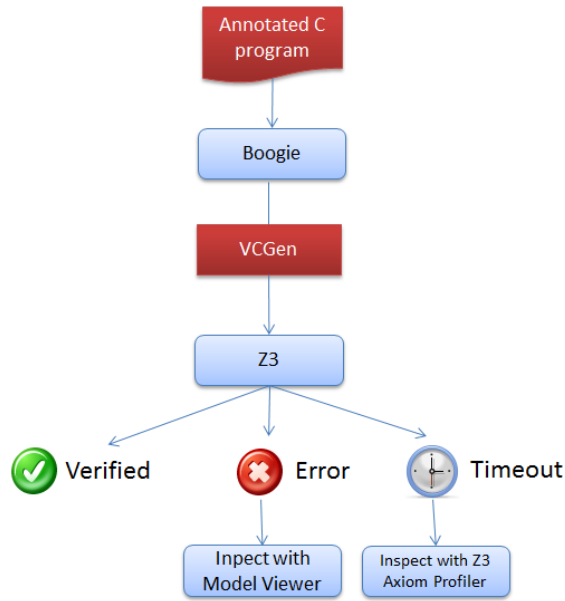 Annotated C
program
Boogie
VCGen
Z3
Verified
Error
Timeout
Inpect with
Model Viewer
Inspect with Z3
Axiom Profiler